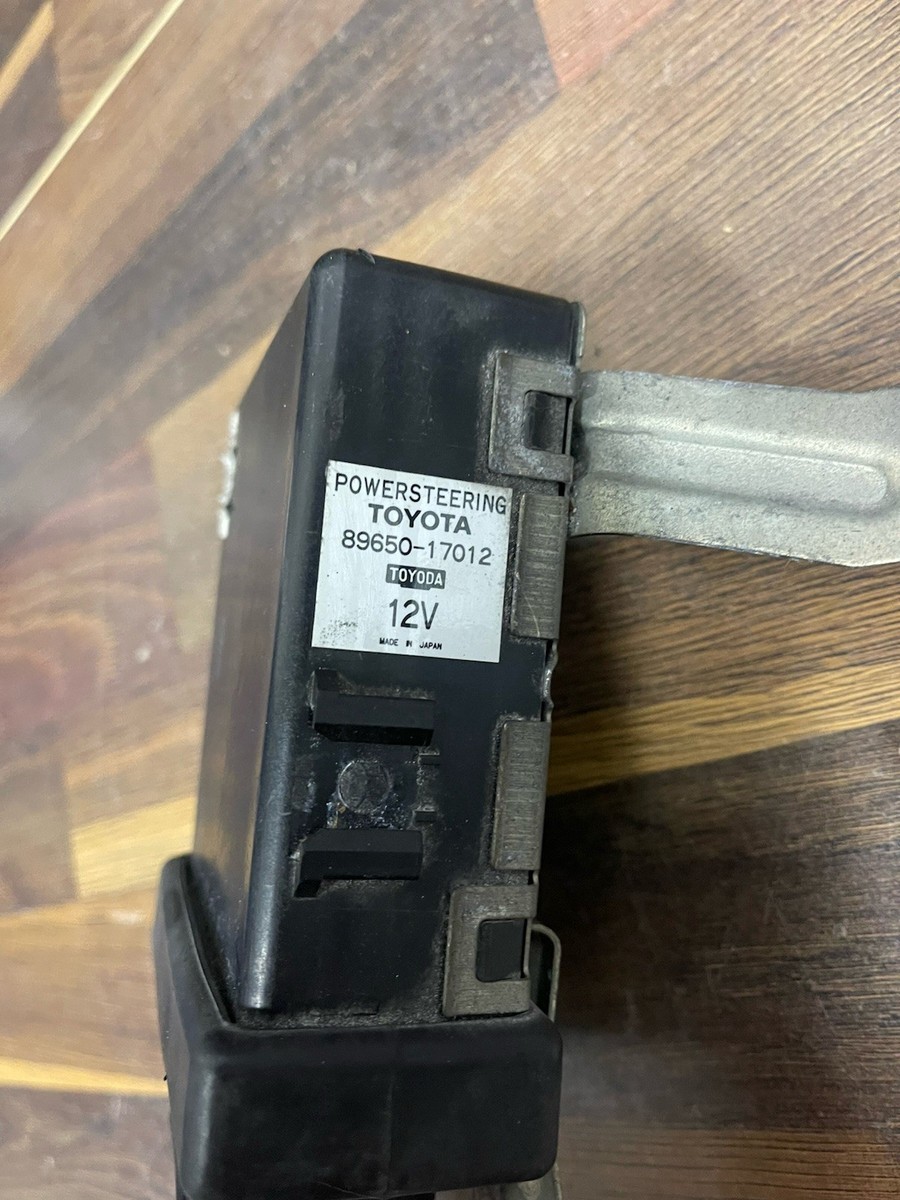 POWERSTEERING
TOYOTA
89650-17012
TOYODA
12V
MADE IN JAPAN